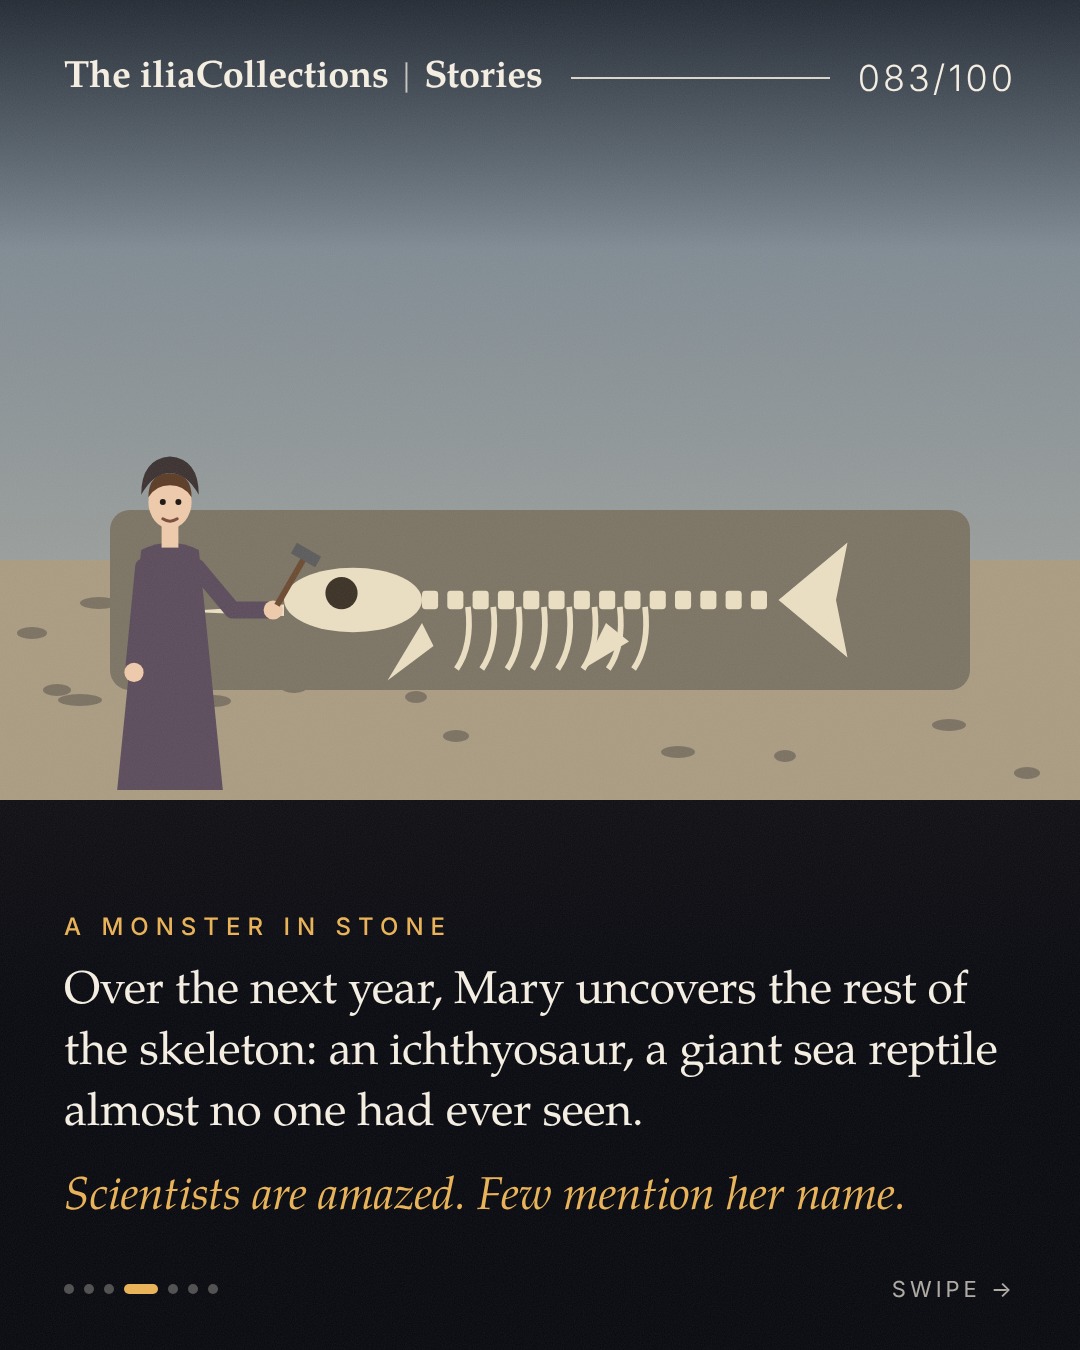 The iliaCollections | Stories 083/100
A MONSTER IN STONE
Over the next year, Mary uncovers the rest of
the skeleton: an ichthyosaur, a giant sea reptile
almost no one had ever seen.
Scientists are amazed. Few mention her name.
SWIPE →